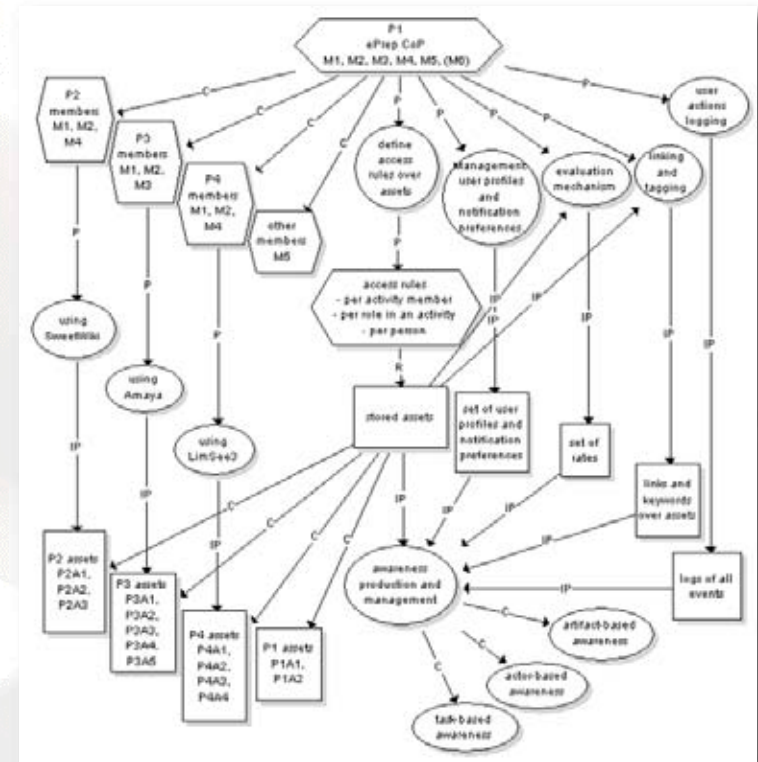 P1
ePrep CoP
M1, M2, M3, M4, M5, (M6)
C
C
C
C
P
P
P
P
P
P2
members
M1, M2,
M4
P3
members
M1, M2,
M3
P4
members
M1, M2,
M4
other
members
M5
define
access
rules over
assets
Management
user profiles
and
notification
preferences
evaluation
mechanism
linking
and
tagging
user
actions
logging
P
P
P
P
access rules
- per activity member
- per role in an activity
- per person
IP
IP
IP
IP
IP
IP
using
SweetWiki
using
Amaya
using
LimSee3
R
stored assets
set of user
profiles and
notification
preferences
set of
rates
links and
keywords
over assets
logs of all
events
IP
IP
IP
C
C
C
C
IP
IP
IP
IP
IP
P2 assets
P2A1,
P2A2,
P2A3
P3 assets
P3A1,
P3A2,
P3A3,
P3A4,
P3A5
P4 assets
P4A1,
P4A2,
P4A3,
P4A4
P1 assets
P1A1,
P1A2
awareness
production and
management
C
C
C
artifact-based
awareness
actor-based
awareness
task-based
awareness